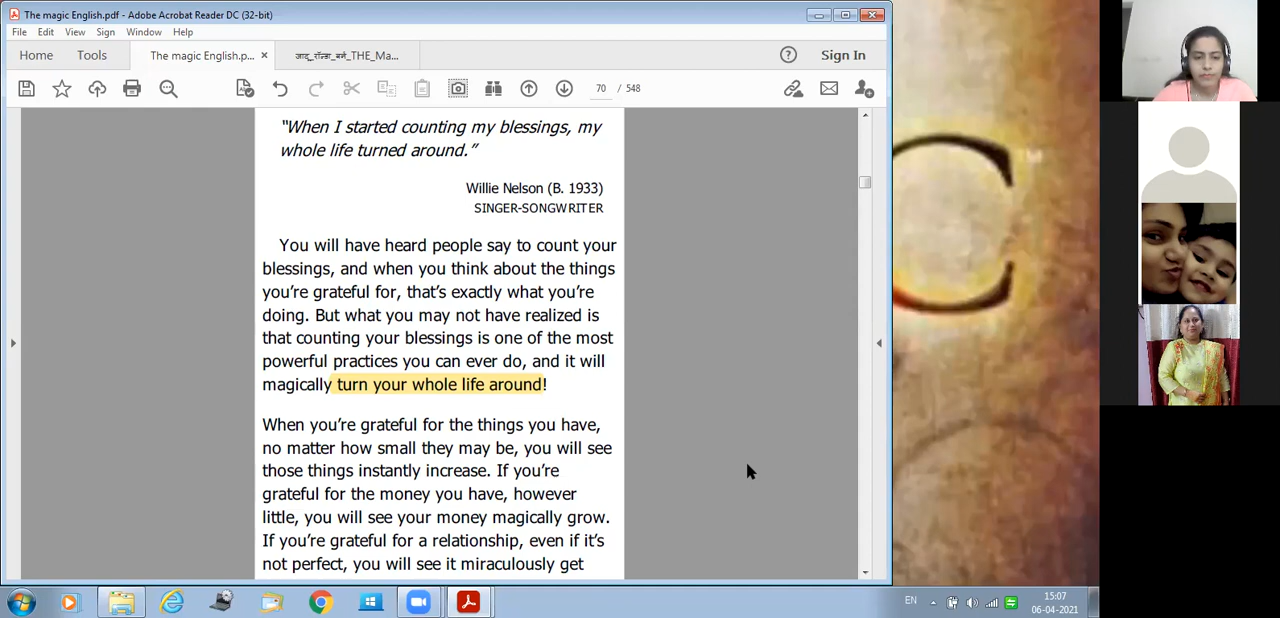 The magic English.pdf - Adobe Acrobat Reader DC (32-bit)
File Edit View Sign Window Help
Home Tools The magic English.p... × जादू_रॉन्डा_बर्न_THE_Ma... Sign In
70 / 548
“When I started counting my blessings, my
whole life turned around.”
Willie Nelson (B. 1933)
SINGER-SONGWRITER
You will have heard people say to count your
blessings, and when you think about the things
you’re grateful for, that’s exactly what you’re
doing. But what you may not have realized is
that counting your blessings is one of the most
powerful practices you can ever do, and it will
magically turn your whole life around!
When you’re grateful for the things you have,
no matter how small they may be, you will see
those things instantly increase. If you’re
grateful for the money you have, however
little, you will see your money magically grow.
If you’re grateful for a relationship, even if it’s
not perfect, you will see it miraculously get
EN
15:07
06-04-2021